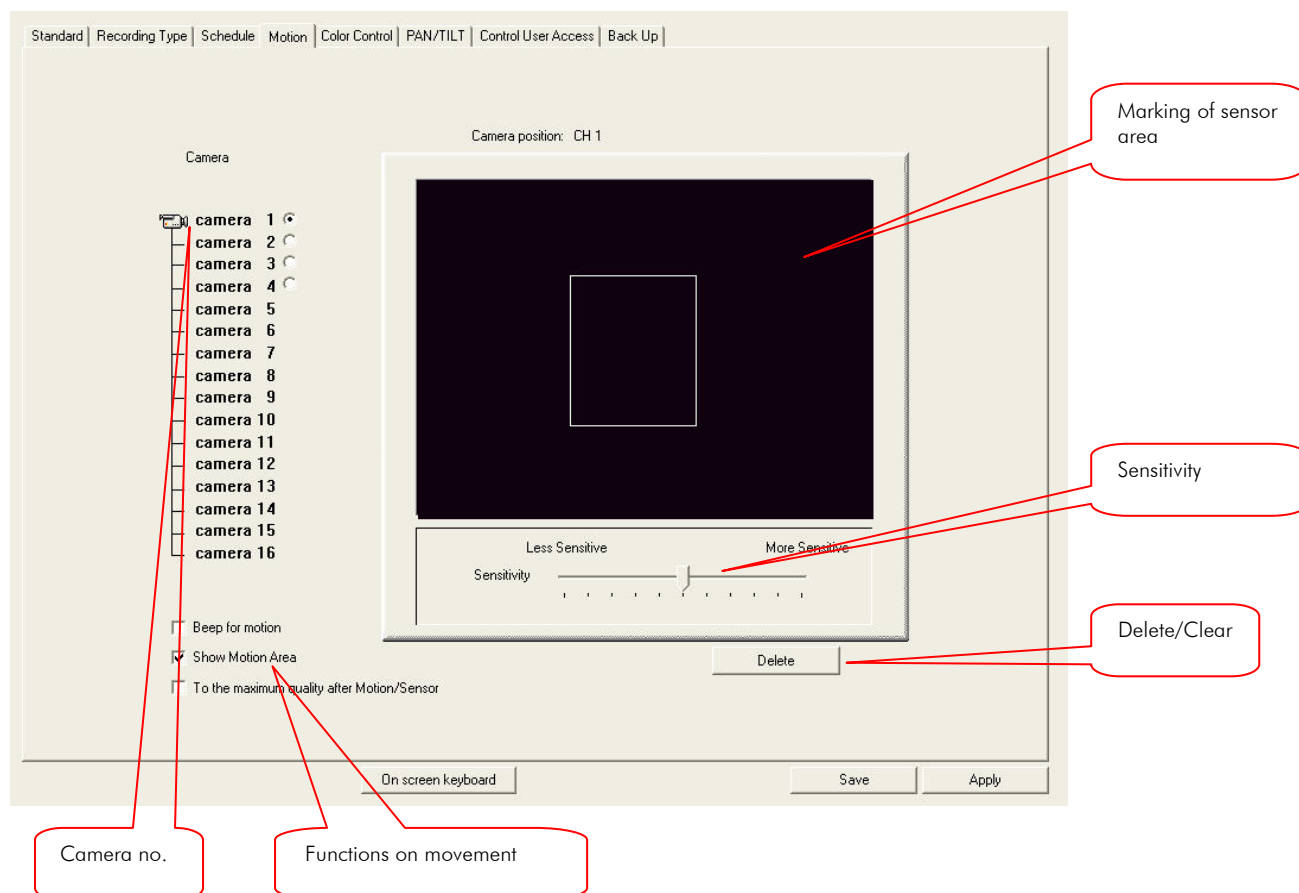 Standard Recording Type Schedule Motion Color Control PAN/TILT Control User Access Back Up
Camera position: CH 1
Camera
camera 1
camera 2
camera 3
camera 4
camera 5
camera 6
camera 7
camera 8
camera 9
camera 10
camera 11
camera 12
camera 13
camera 14
camera 15
camera 16
Less Sensitive More Sensitive
Sensitivity
Beep for motion
Show Motion Area
To the maximum quality after Motion/Sensor
Delete
On screen keyboard Save Apply
Marking of sensor
area
Sensitivity
Delete/Clear
Camera no.
Functions on movement